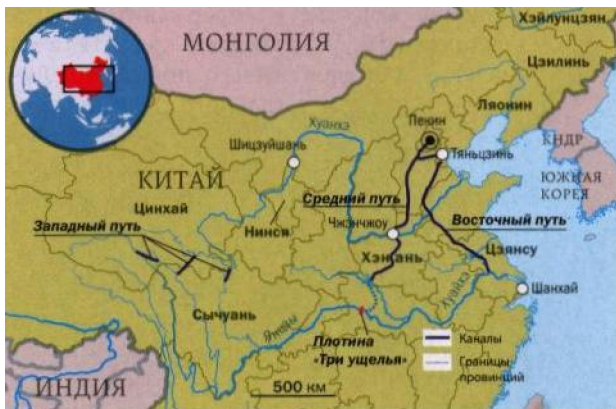 МОНГОЛИЯ
Хэйлунцзян
Цзилинь
Ляонин
КНДР
ЮЖНАЯ
КОРЕЯ
Пекин
Тяньцзинь
Хуанхэ
Шицзуйшань
КИТАЙ
Цинхай
Нинся
Средний путь
Западный путь
Чжэнчжоу
Восточный путь
Хэнань
Цзянсу
Хуайхэ
Шанхай
Сычуань
Янцзы
Плотина
«Три ущелья»
Каналы
Границы
провинций
500 км
ИНДИЯ